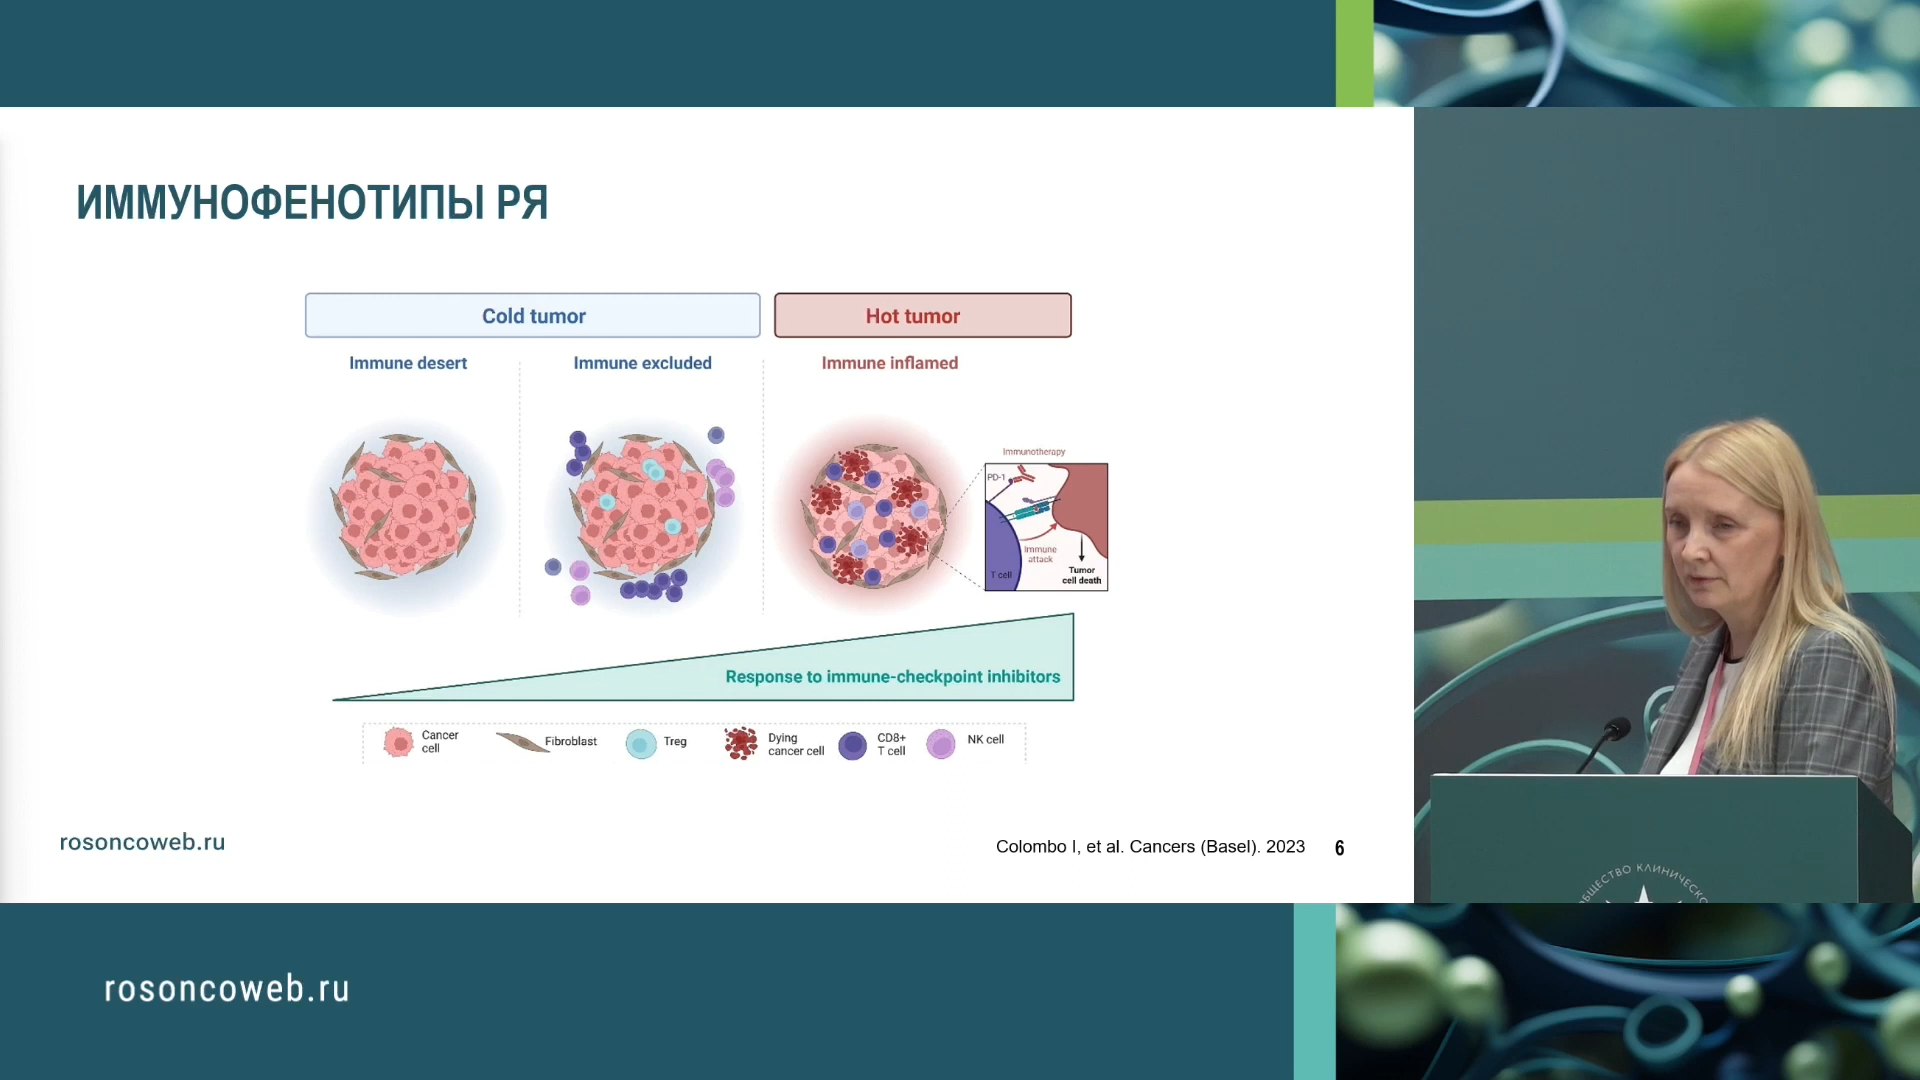 ИММУНОФЕНОТИПЫ РЯ
Cold tumor
Hot tumor
Immune desert
Immune excluded
Immune inflamed
Immunotherapy
PD-1
Immune
attack
T cell
Tumor
cell death
Response to immune-checkpoint inhibitors
Cancer
cell
Fibroblast
Treg
Dying
cancer cell
CD8+
T cell
NK cell
rosoncoweb.ru
Colombo I, et al. Cancers (Basel). 2023
6
rosoncoweb.ru